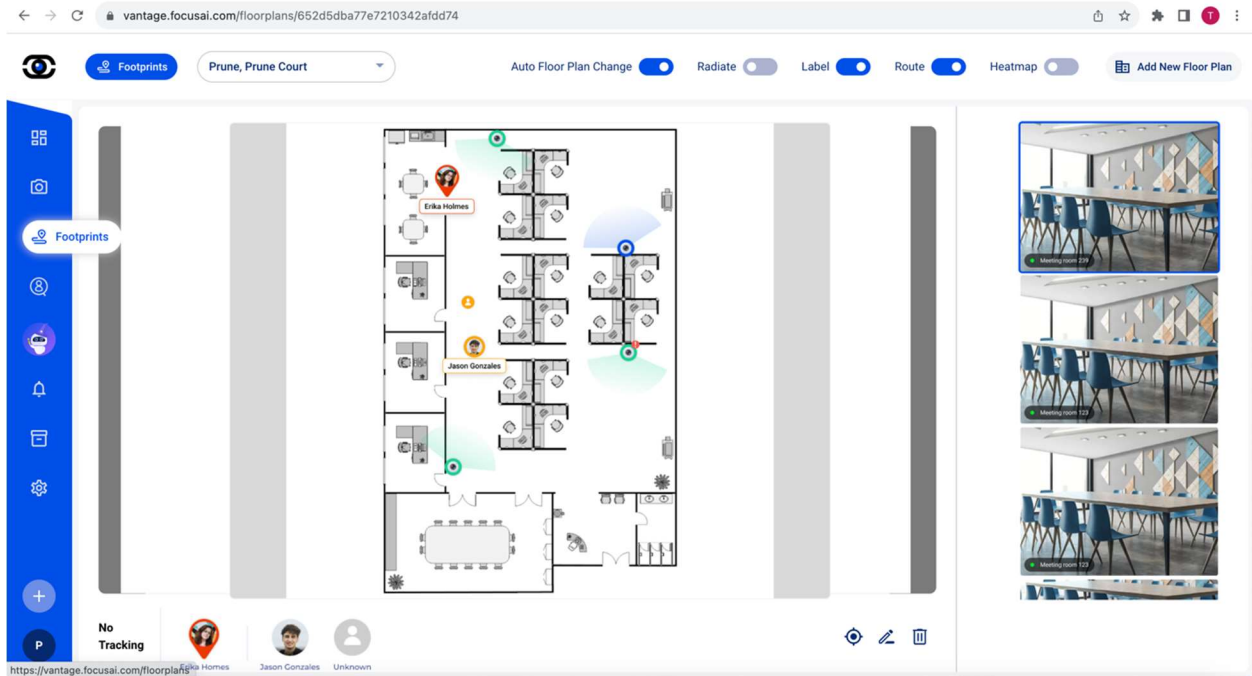 vantage.focusai.com/floorplans/652d5dba77e7210342afdd74
T
Footprints
Prune, Prune Court
Auto Floor Plan Change
Radiate
Label
Route
Heatmap
Add New Floor Plan
Footprints
Erika Holmes
Jason Gonzales
Meeting room 239
Meeting room 123
Meeting room 123
No
Tracking
P
Erika Homes
Jason Gonzales
Unknown
https://vantage.focusai.com/floorplans